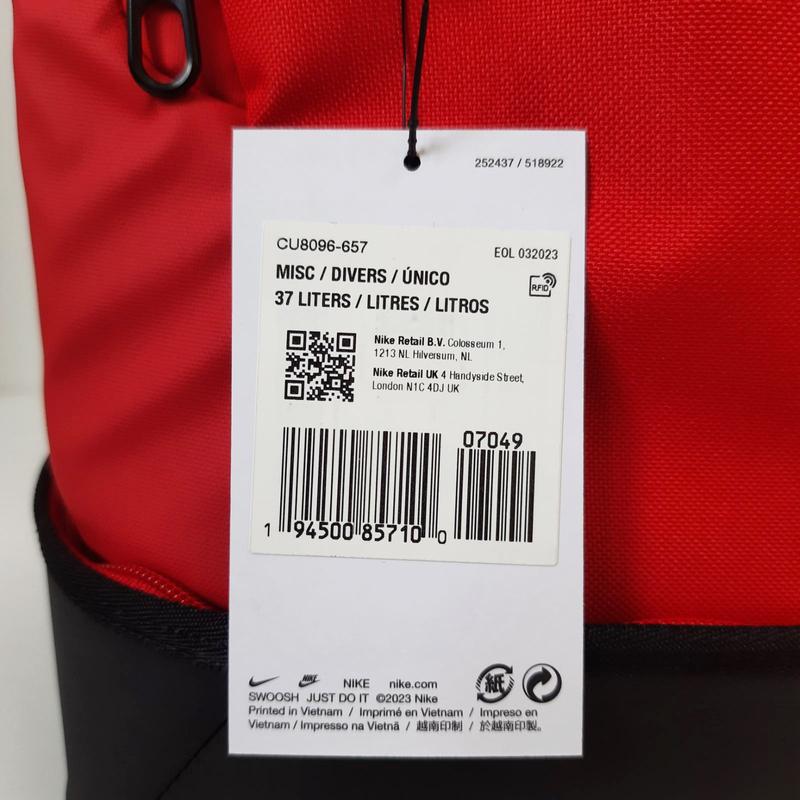 252437 / 518922
CU8096-657
EOL 032023
MISC / DIVERS / ÚNICO
37 LITERS / LITRES / LITROS
RFID
Nike Retail B.V. Colosseum 1,
1213 NL Hilversum, NL
Nike Retail UK 4 Handyside Street,
London N1C 4DJ UK
07049
1 94500 85710 0
NIKE NIKE nike.com
紙
SWOOSH JUST DO IT ©2023 Nike
Printed in Vietnam / Imprimé en Vietnam / Impreso en
Vietnam / Impresso na Vietnã / 越南印制 / 於越南印製。